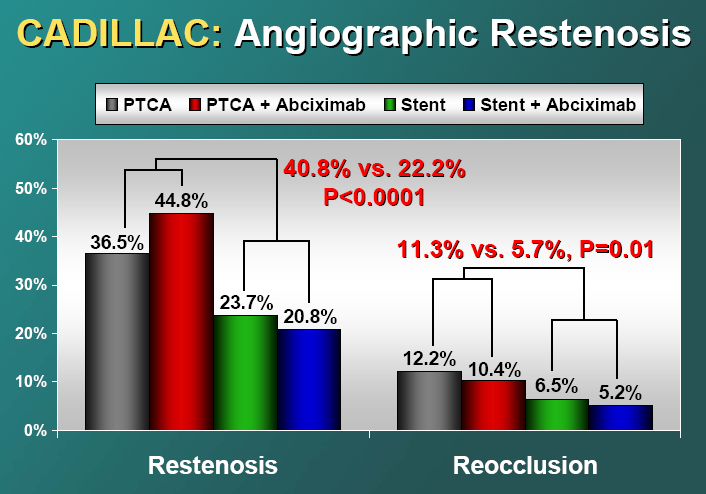 CADILLAC: Angiographic Restenosis
PTCA PTCA + Abciximab Stent Stent + Abciximab
60%
50%
40%
30%
20%
10%
0%
40.8% vs. 22.2%
P<0.0001
36.5%
44.8%
23.7%
20.8%
11.3% vs. 5.7%, P=0.01
12.2%
10.4%
6.5%
5.2%
Restenosis
Reocclusion